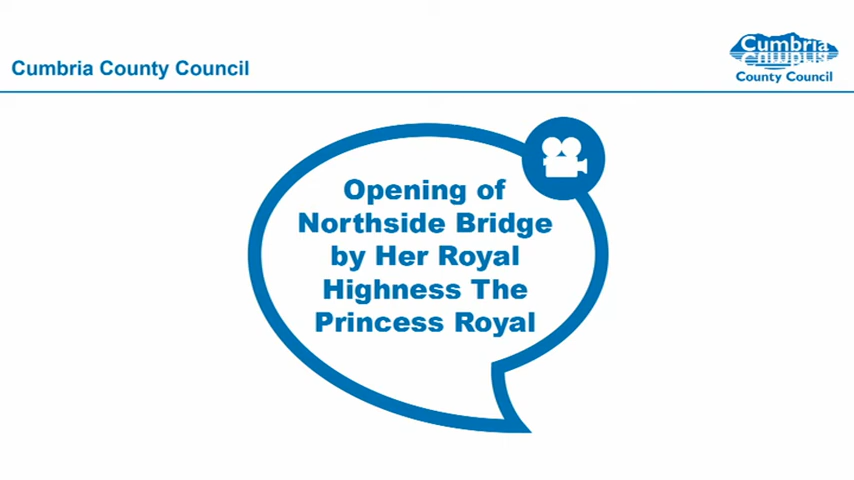 Cumbria County Council
Cumbria
County Council
Opening of
Northside Bridge
by Her Royal
Highness The
Princess Royal